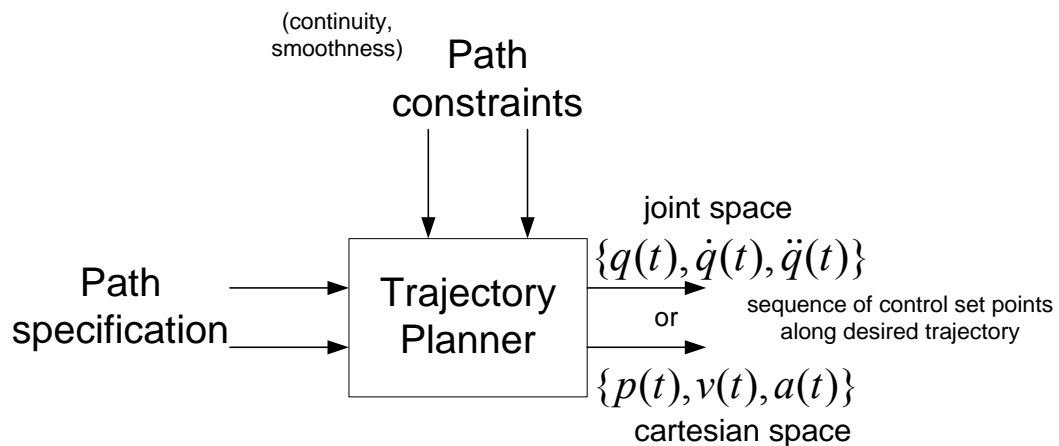 (continuity,
smoothness)
Path
constraints
joint space
{q(t), q̇(t), q̈(t)}
Path
specification
Trajectory
Planner
or
sequence of control set points
along desired trajectory
{p(t), v(t), a(t)}
cartesian space